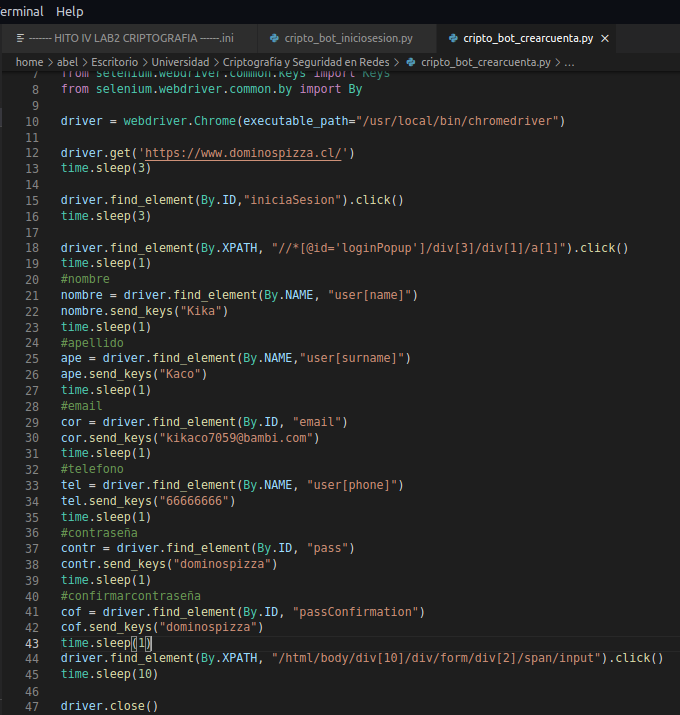 Terminal Help
------- HITO IV LAB2 CRIPTOGRAFIA ------.ini
cripto_bot_iniciosesion.py
cripto_bot_crearcuenta.py
home > abel > Escritorio > Universidad > Criptografia y Seguridad en Redes > cripto_bot_crearcuenta.py > ...
7 from selenium.webdriver.common.keys import Keys
8 from selenium.webdriver.common.by import By
9
10 driver = webdriver.Chrome(executable_path="/usr/local/bin/chromedriver")
11
12 driver.get('https://www.dominospizza.cl/')
13 time.sleep(3)
14
15 driver.find_element(By.ID,"iniciaSesion").click()
16 time.sleep(3)
17
18 driver.find_element(By.XPATH, "//*[@id='loginPopup']/div[3]/div[1]/a[1]").click()
19 time.sleep(1)
20 #nombre
21 nombre = driver.find_element(By.NAME, "user[name]")
22 nombre.send_keys("Kika")
23 time.sleep(1)
24 #apellido
25 ape = driver.find_element(By.NAME,"user[surname]")
26 ape.send_keys("Kaco")
27 time.sleep(1)
28 #email
29 cor = driver.find_element(By.ID, "email")
30 cor.send_keys("kikaco7059@bambi.com")
31 time.sleep(1)
32 #telefono
33 tel = driver.find_element(By.NAME, "user[phone]")
34 tel.send_keys("66666666")
35 time.sleep(1)
36 #contraseña
37 contr = driver.find_element(By.ID, "pass")
38 contr.send_keys("dominospizza")
39 time.sleep(1)
40 #confirmarcontraseña
41 cof = driver.find_element(By.ID, "passConfirmation")
42 cof.send_keys("dominospizza")
43 time.sleep(1)
44 driver.find_element(By.XPATH, "/html/body/div[10]/div/form/div[2]/span/input").click()
45 time.sleep(10)
46
47 driver.close()